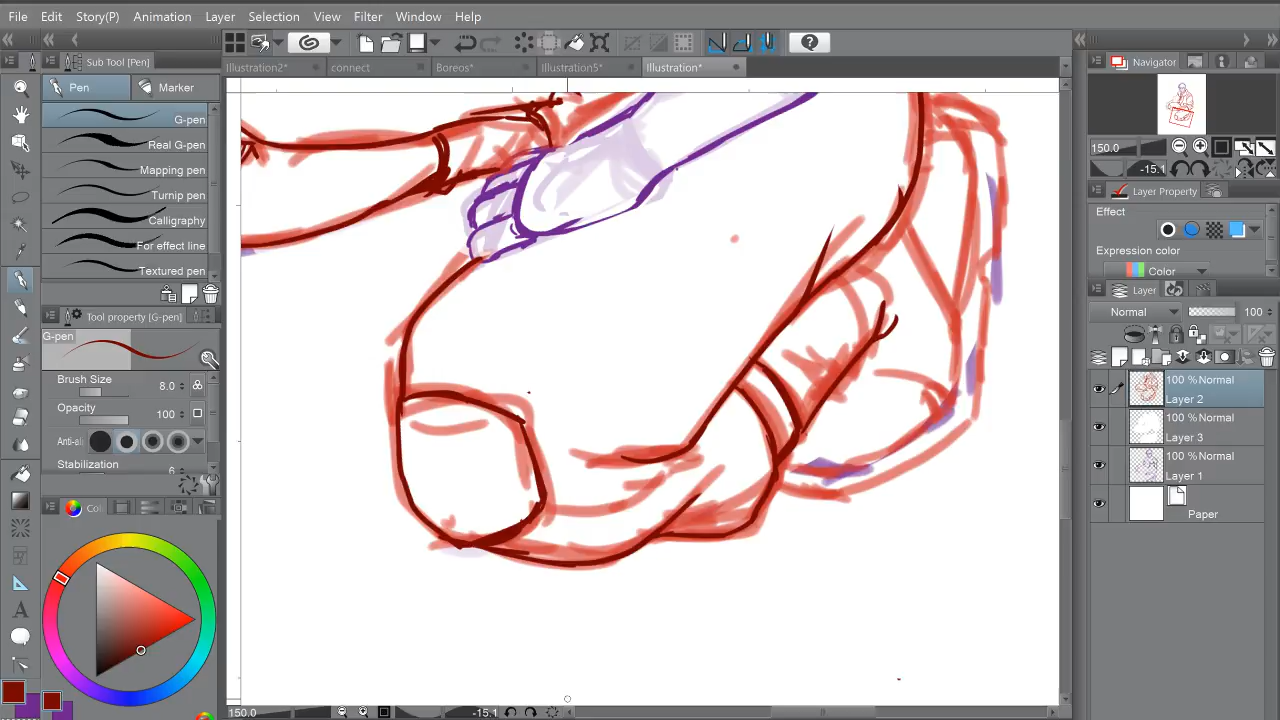 File Edit Story(P) Animation Layer Selection View Filter Window Help
Sub Tool [Pen]
Illustration2* connect Boreos* Illustration5* Illustration*
Pen Marker
G-pen
Real G-pen
Mapping pen
Turnip pen
Calligraphy
For effect line
Textured pen
Tool property [G-pen]
G-pen
Brush Size 8.0
Opacity 100
Anti-ali
Stabilization 6
Col
150.0 -15.1
Navigator
150.0
-15.1
Layer Property
Effect
Expression color
Color
Layer
Normal 100
100 %Normal
Layer 2
100 %Normal
Layer 3
100 %Normal
Layer 1
Paper